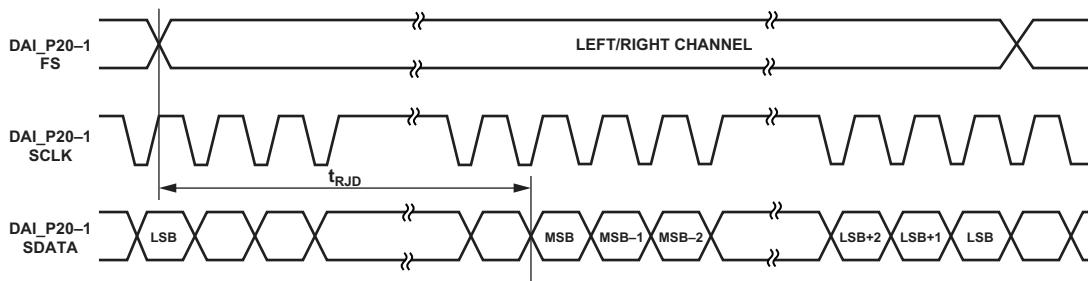 DAI_P20–1
FS
LEFT/RIGHT CHANNEL
DAI_P20–1
SCLK
tRJD
DAI_P20–1
SDATA
LSB
MSB
MSB–1
MSB–2
LSB+2
LSB+1
LSB